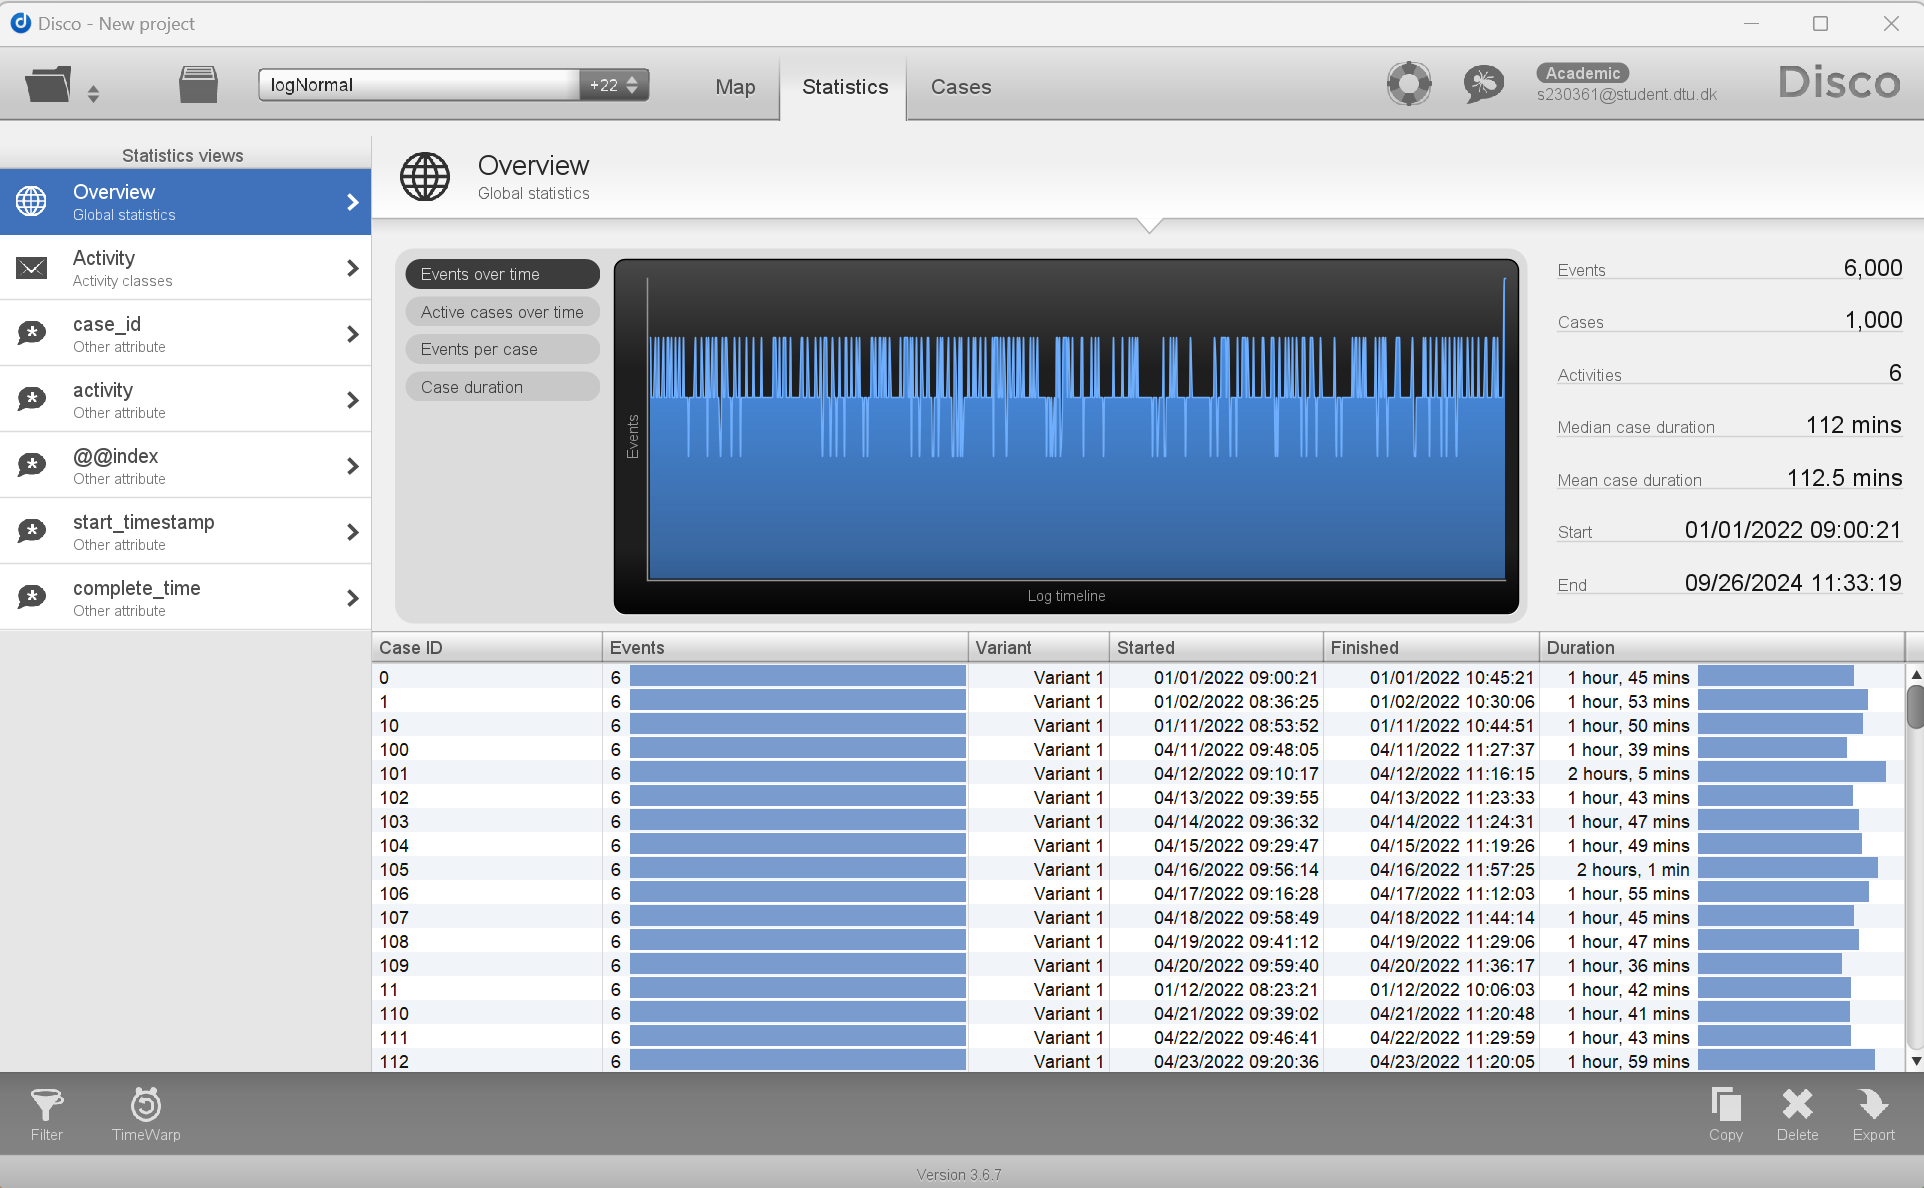 Disco - New project
logNormal +22 Map Statistics Cases Academic s230361@student.dtu.dk Disco
Statistics views
Overview
Global statistics
Activity
Activity classes
case_id
Other attribute
activity
Other attribute
@@index
Other attribute
start_timestamp
Other attribute
complete_time
Other attribute
Overview
Global statistics
Events over time
Active cases over time
Events per case
Case duration
Events
Log timeline
Events 6,000
Cases 1,000
Activities 6
Median case duration 112 mins
Mean case duration 112.5 mins
Start 01/01/2022 09:00:21
End 09/26/2024 11:33:19
Case ID Events Variant Started Finished Duration
0 6 Variant 1 01/01/2022 09:00:21 01/01/2022 10:45:21 1 hour, 45 mins
1 6 Variant 1 01/02/2022 08:36:25 01/02/2022 10:30:06 1 hour, 53 mins
10 6 Variant 1 01/11/2022 08:53:52 01/11/2022 10:44:51 1 hour, 50 mins
100 6 Variant 1 04/11/2022 09:48:05 04/11/2022 11:27:37 1 hour, 39 mins
101 6 Variant 1 04/12/2022 09:10:17 04/12/2022 11:16:15 2 hours, 5 mins
102 6 Variant 1 04/13/2022 09:39:55 04/13/2022 11:23:33 1 hour, 43 mins
103 6 Variant 1 04/14/2022 09:36:32 04/14/2022 11:24:31 1 hour, 47 mins
104 6 Variant 1 04/15/2022 09:29:47 04/15/2022 11:19:26 1 hour, 49 mins
105 6 Variant 1 04/16/2022 09:56:14 04/16/2022 11:57:25 2 hours, 1 min
106 6 Variant 1 04/17/2022 09:16:28 04/17/2022 11:12:03 1 hour, 55 mins
107 6 Variant 1 04/18/2022 09:58:49 04/18/2022 11:44:14 1 hour, 45 mins
108 6 Variant 1 04/19/2022 09:41:12 04/19/2022 11:29:06 1 hour, 47 mins
109 6 Variant 1 04/20/2022 09:59:40 04/20/2022 11:36:17 1 hour, 36 mins
11 6 Variant 1 01/12/2022 08:23:21 01/12/2022 10:06:03 1 hour, 42 mins
110 6 Variant 1 04/21/2022 09:39:02 04/21/2022 11:20:48 1 hour, 41 mins
111 6 Variant 1 04/22/2022 09:46:41 04/22/2022 11:29:59 1 hour, 43 mins
112 6 Variant 1 04/23/2022 09:20:36 04/23/2022 11:20:05 1 hour, 59 mins
Filter TimeWarp Copy Delete Export
Version 3.6.7